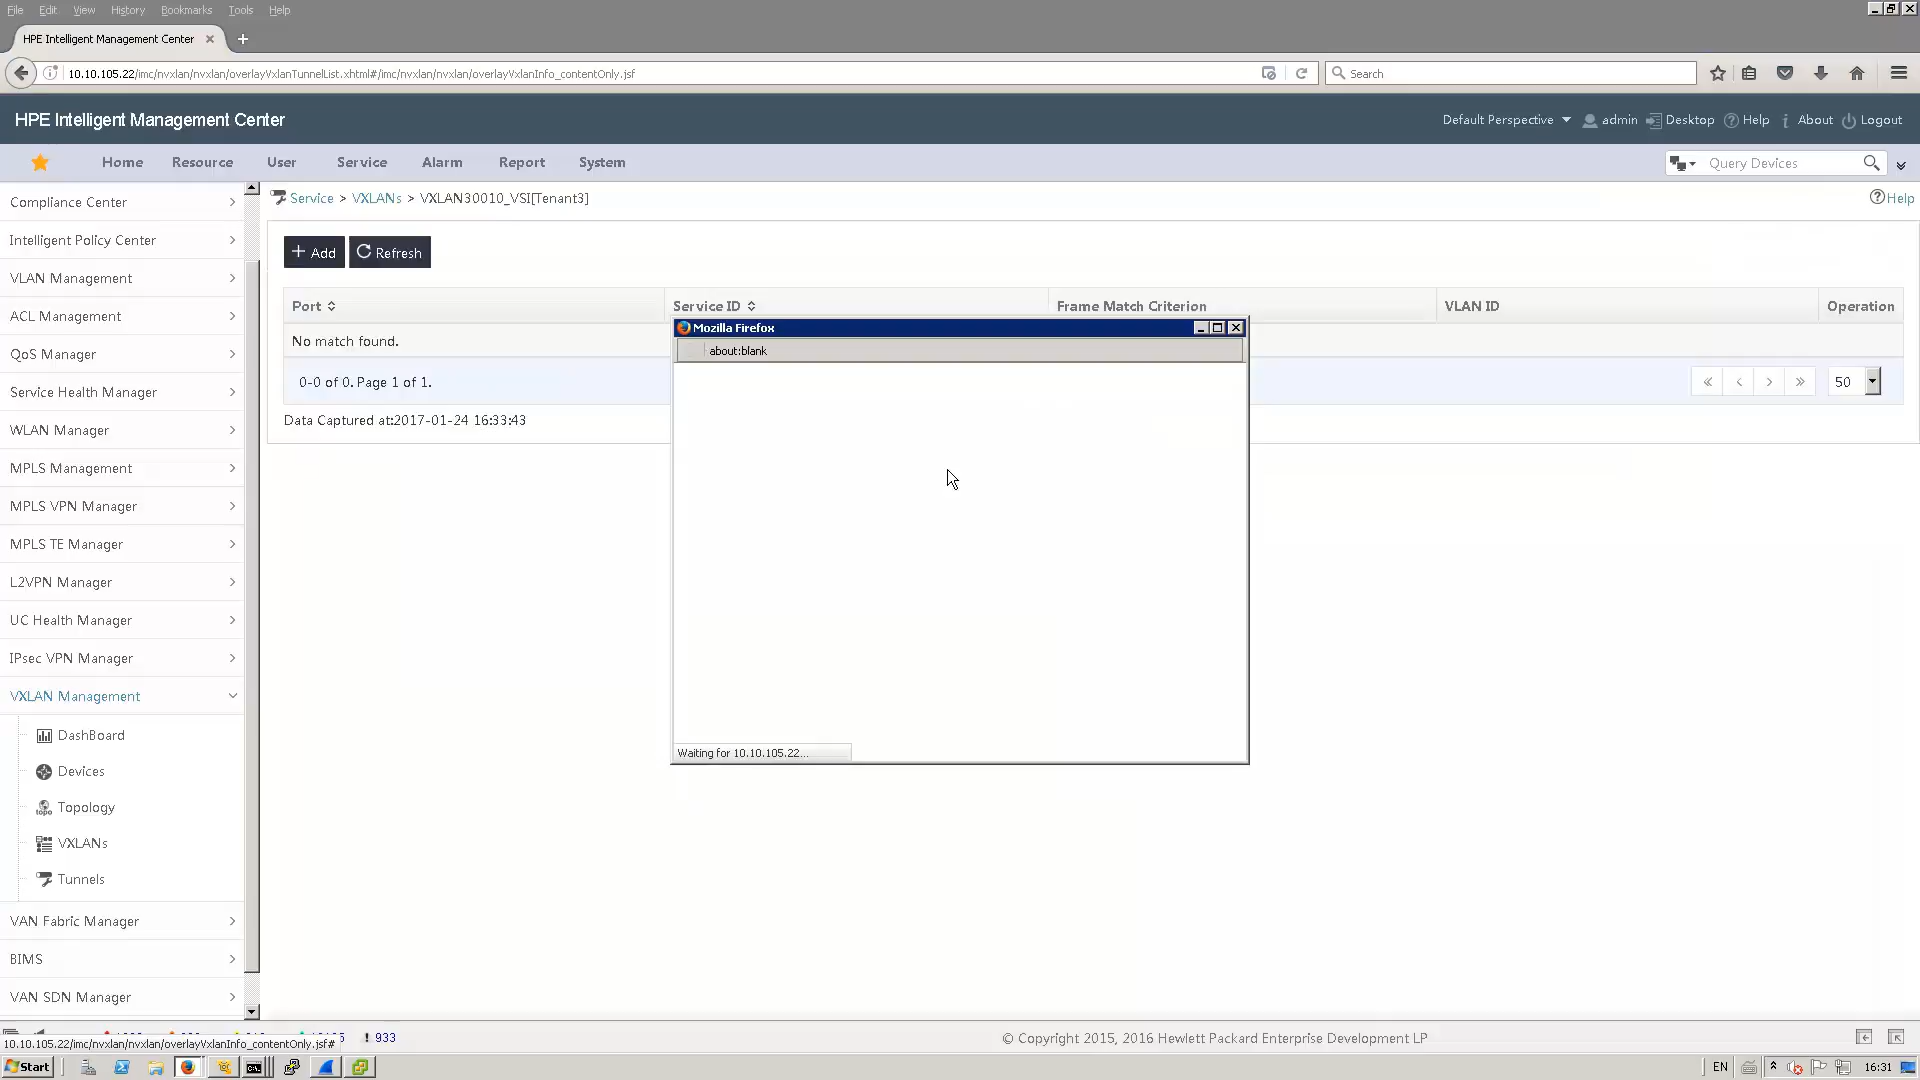 File Edit View History Bookmarks Tools Help
HPE Intelligent Management Center
10.10.105.22/imc/nvxlan/nvxlan/overlayVxlanTunnelList.xhtml#/imc/nvxlan/nvxlan/overlayVxlanInfo_contentOnly.jsf
Search
HPE Intelligent Management Center
Default Perspective admin Desktop Help About Logout
Home Resource User Service Alarm Report System
Query Devices
Service > VXLANs > VXLAN30010_VSI[Tenant3]
Help
Add Refresh
Port Service ID Frame Match Criterion VLAN ID Operation
No match found.
0-0 of 0. Page 1 of 1.
« ‹ › » 50
Data Captured at:2017-01-24 16:33:43
Mozilla Firefox
about:blank
Waiting for 10.10.105.22...
Compliance Center
Intelligent Policy Center
VLAN Management
ACL Management
QoS Manager
Service Health Manager
WLAN Manager
MPLS Management
MPLS VPN Manager
MPLS TE Manager
L2VPN Manager
UC Health Manager
IPsec VPN Manager
VXLAN Management
DashBoard
Devices
Topology
VXLANs
Tunnels
VAN Fabric Manager
BIMS
VAN SDN Manager
933
© Copyright 2015, 2016 Hewlett Packard Enterprise Development LP
10.10.105.22/imc/nvxlan/nvxlan/overlayVxlanInfo_contentOnly.jsf#
Start
EN 16:31